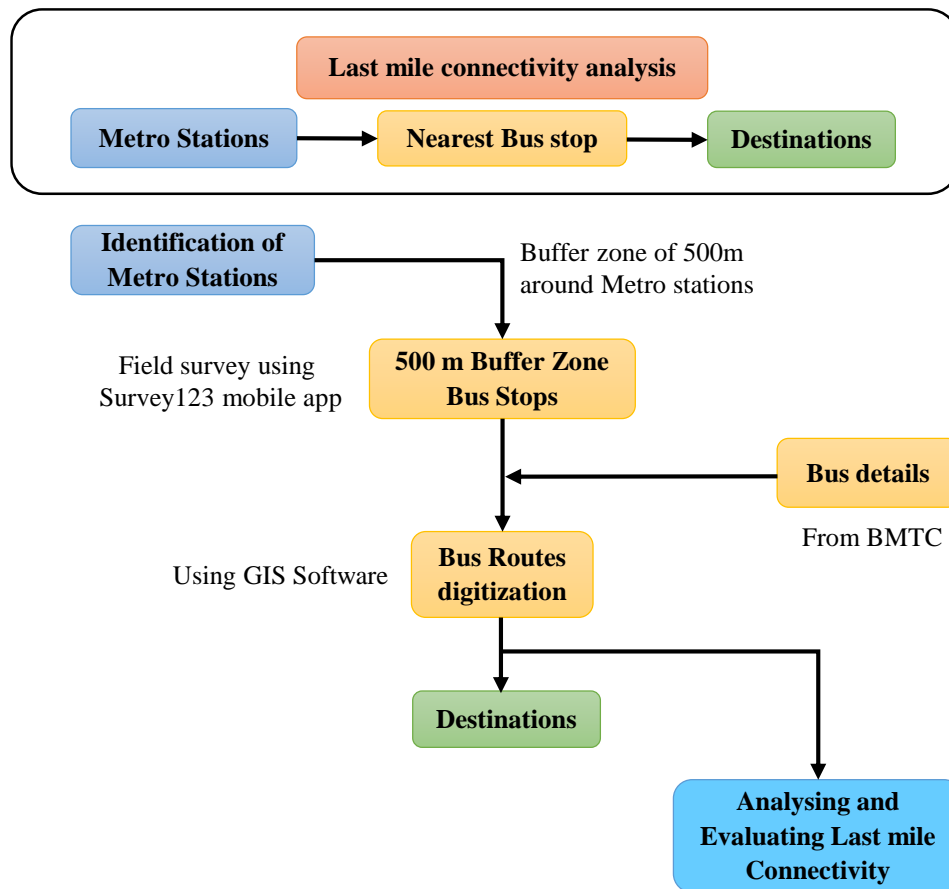 Last mile connectivity analysis
Metro Stations
Nearest Bus stop
Destinations
Identification of
Metro Stations
Buffer zone of 500m
around Metro stations
Field survey using
Survey123 mobile app
500 m Buffer Zone
Bus Stops
Bus details
From BMTC
Using GIS Software
Bus Routes
digitization
Destinations
Analysing and
Evaluating Last mile
Connectivity